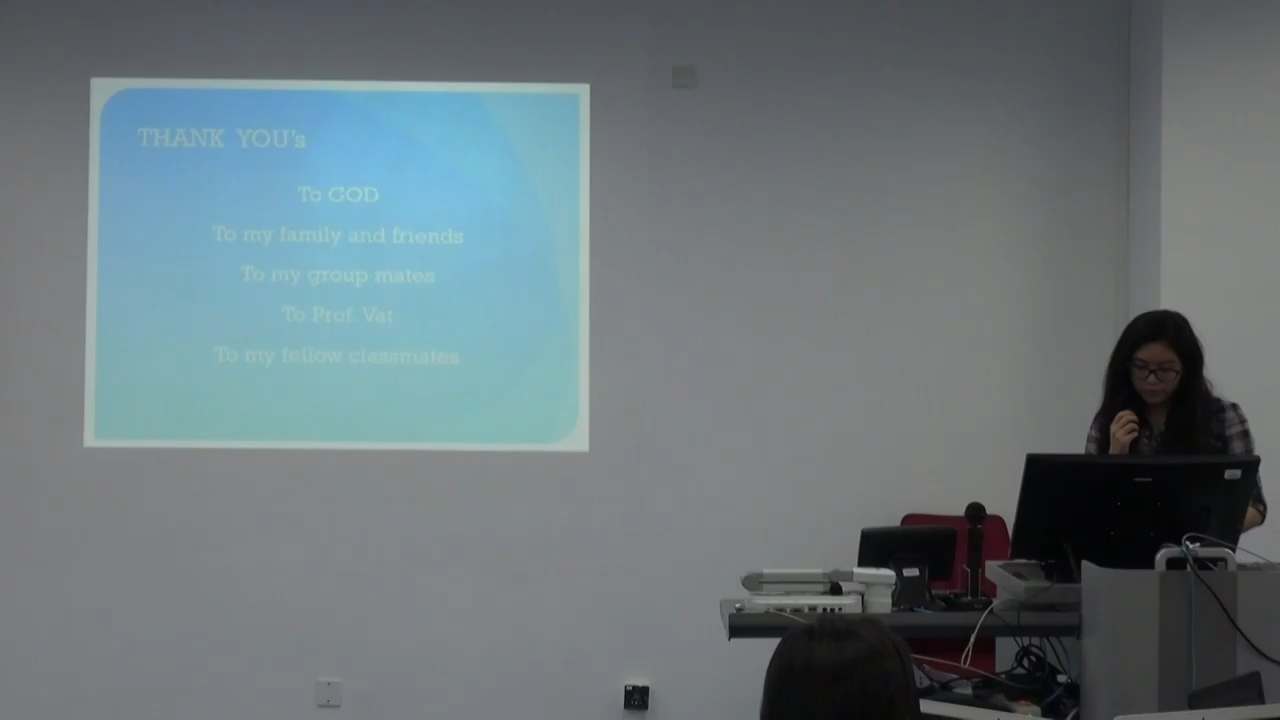 THANK YOU's
To GOD
To my family and friends
To my group mates
To Prof. Vat
To my fellow classmates